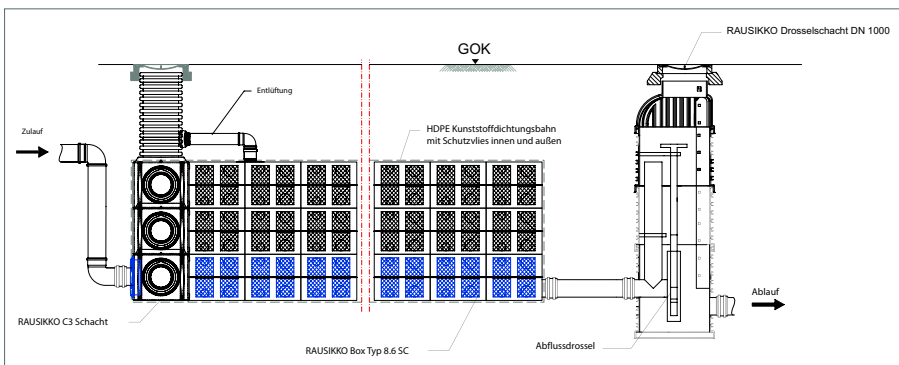 RAUSIKKO Drosselschacht DN 1000
GOK
Entlüftung
HDPE Kunststoffdichtungsbahn
mit Schutzvlies innen und außen
Zulauf
Ablauf
RAUSIKKO C3 Schacht
RAUSIKKO Box Typ 8.6 SC
Abflussdrossel